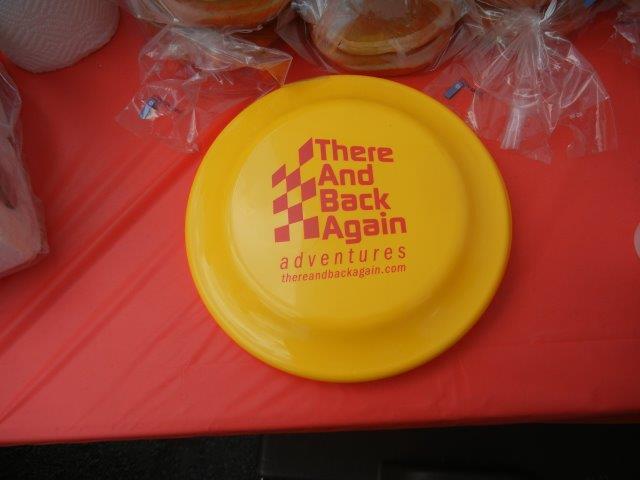 There
And
Back
Again
adventures
thereandbackagain.com